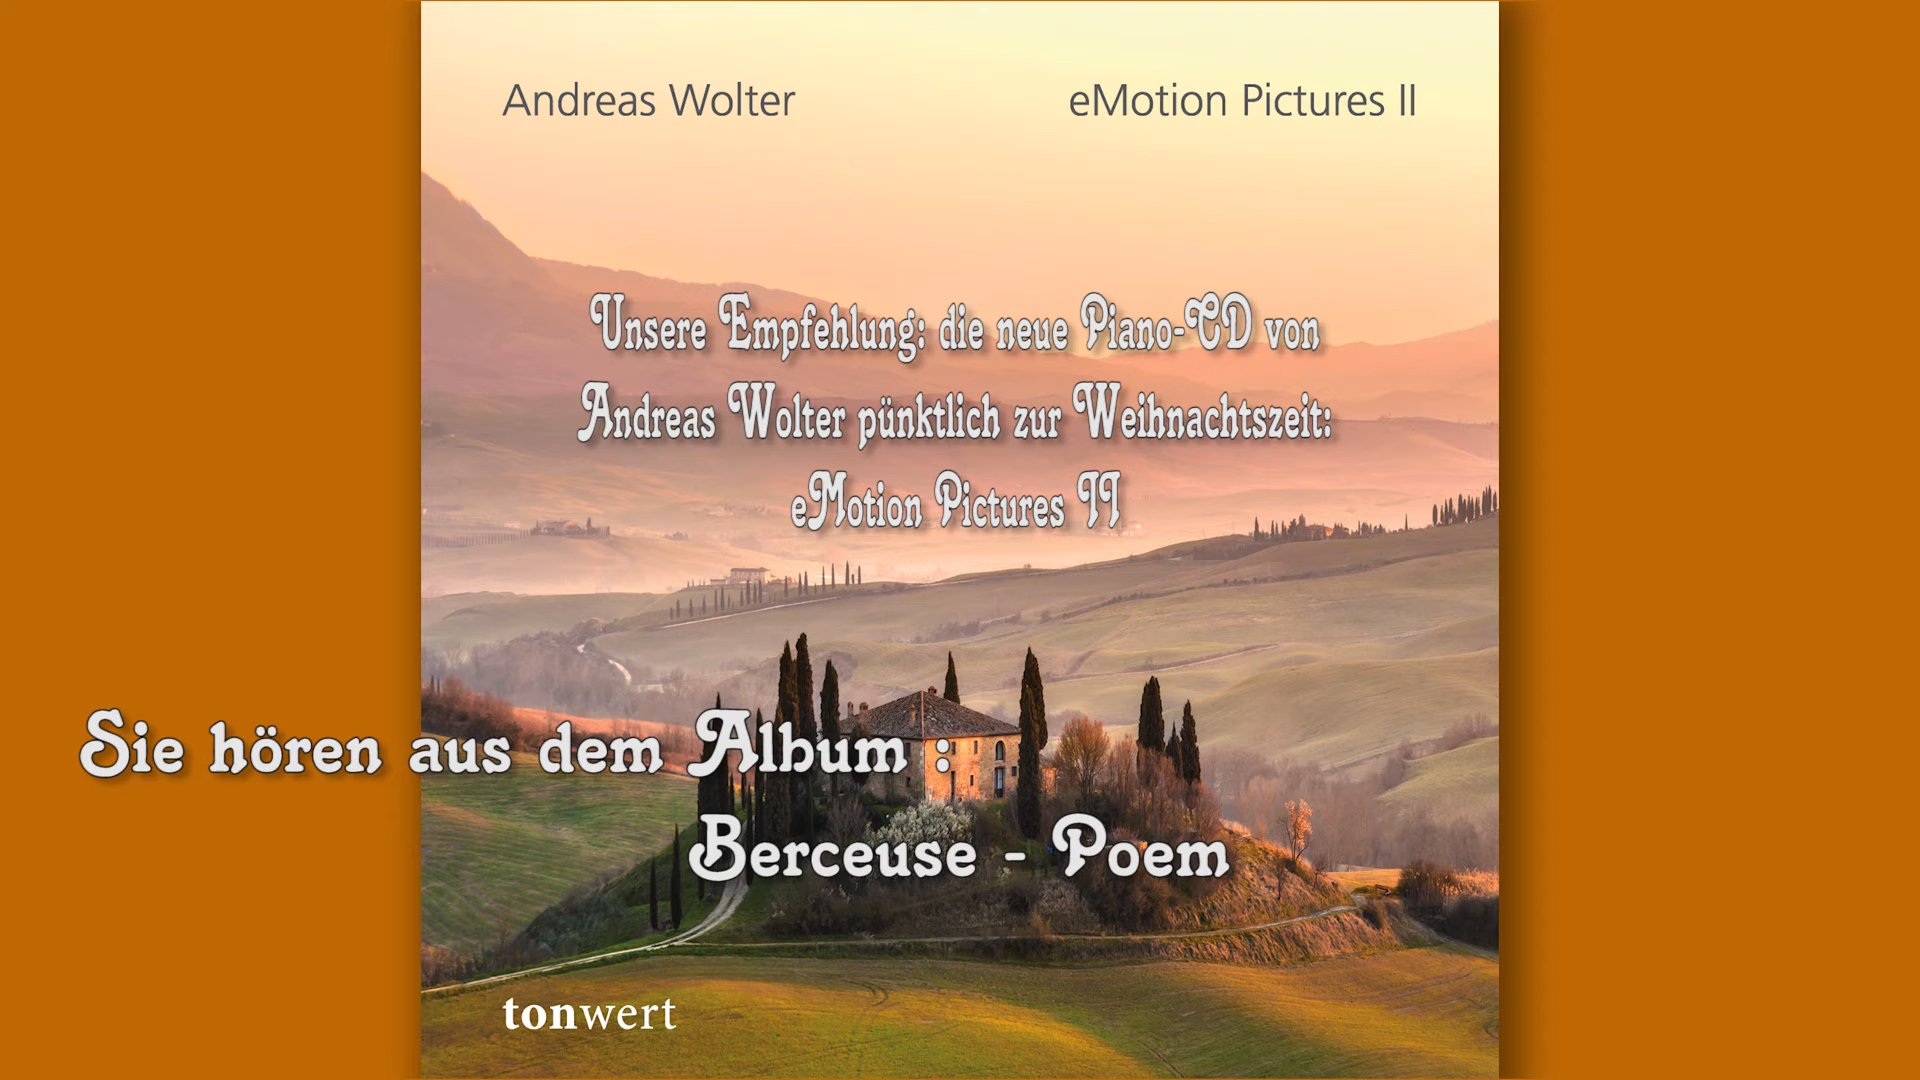 Andreas Wolter eMotion Pictures II
Unsere Empfehlung: die neue Piano-CD von
Andreas Wolter pünktlich zur Weihnachtszeit:
eMotion Pictures II
Sie hören aus dem Album :
Berceuse - Poem
tonwert